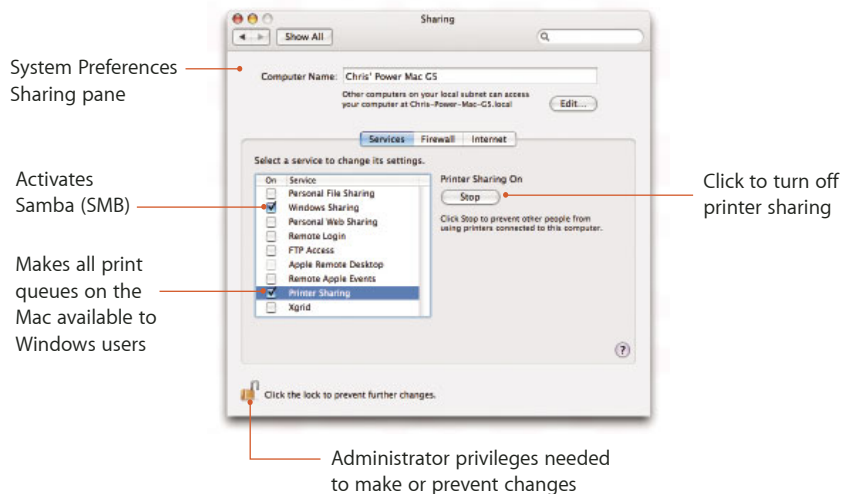 Sharing
Show All
System Preferences
Sharing pane
Computer Name: Chris' Power Mac G5
Other computers on your local subnet can access
your computer at Chris-Power-Mac-G5.local
Edit...
Services Firewall Internet
Select a service to change its settings.
On Service
Personal File Sharing
Windows Sharing
Personal Web Sharing
Remote Login
FTP Access
Apple Remote Desktop
Remote Apple Events
Printer Sharing
Xgrid
Printer Sharing On
Stop
Click Stop to prevent other people from
using printers connected to this computer.
Activates
Samba (SMB)
Makes all print
queues on the
Mac available to
Windows users
Click to turn off
printer sharing
?
Click the lock to prevent further changes.
Administrator privileges needed
to make or prevent changes